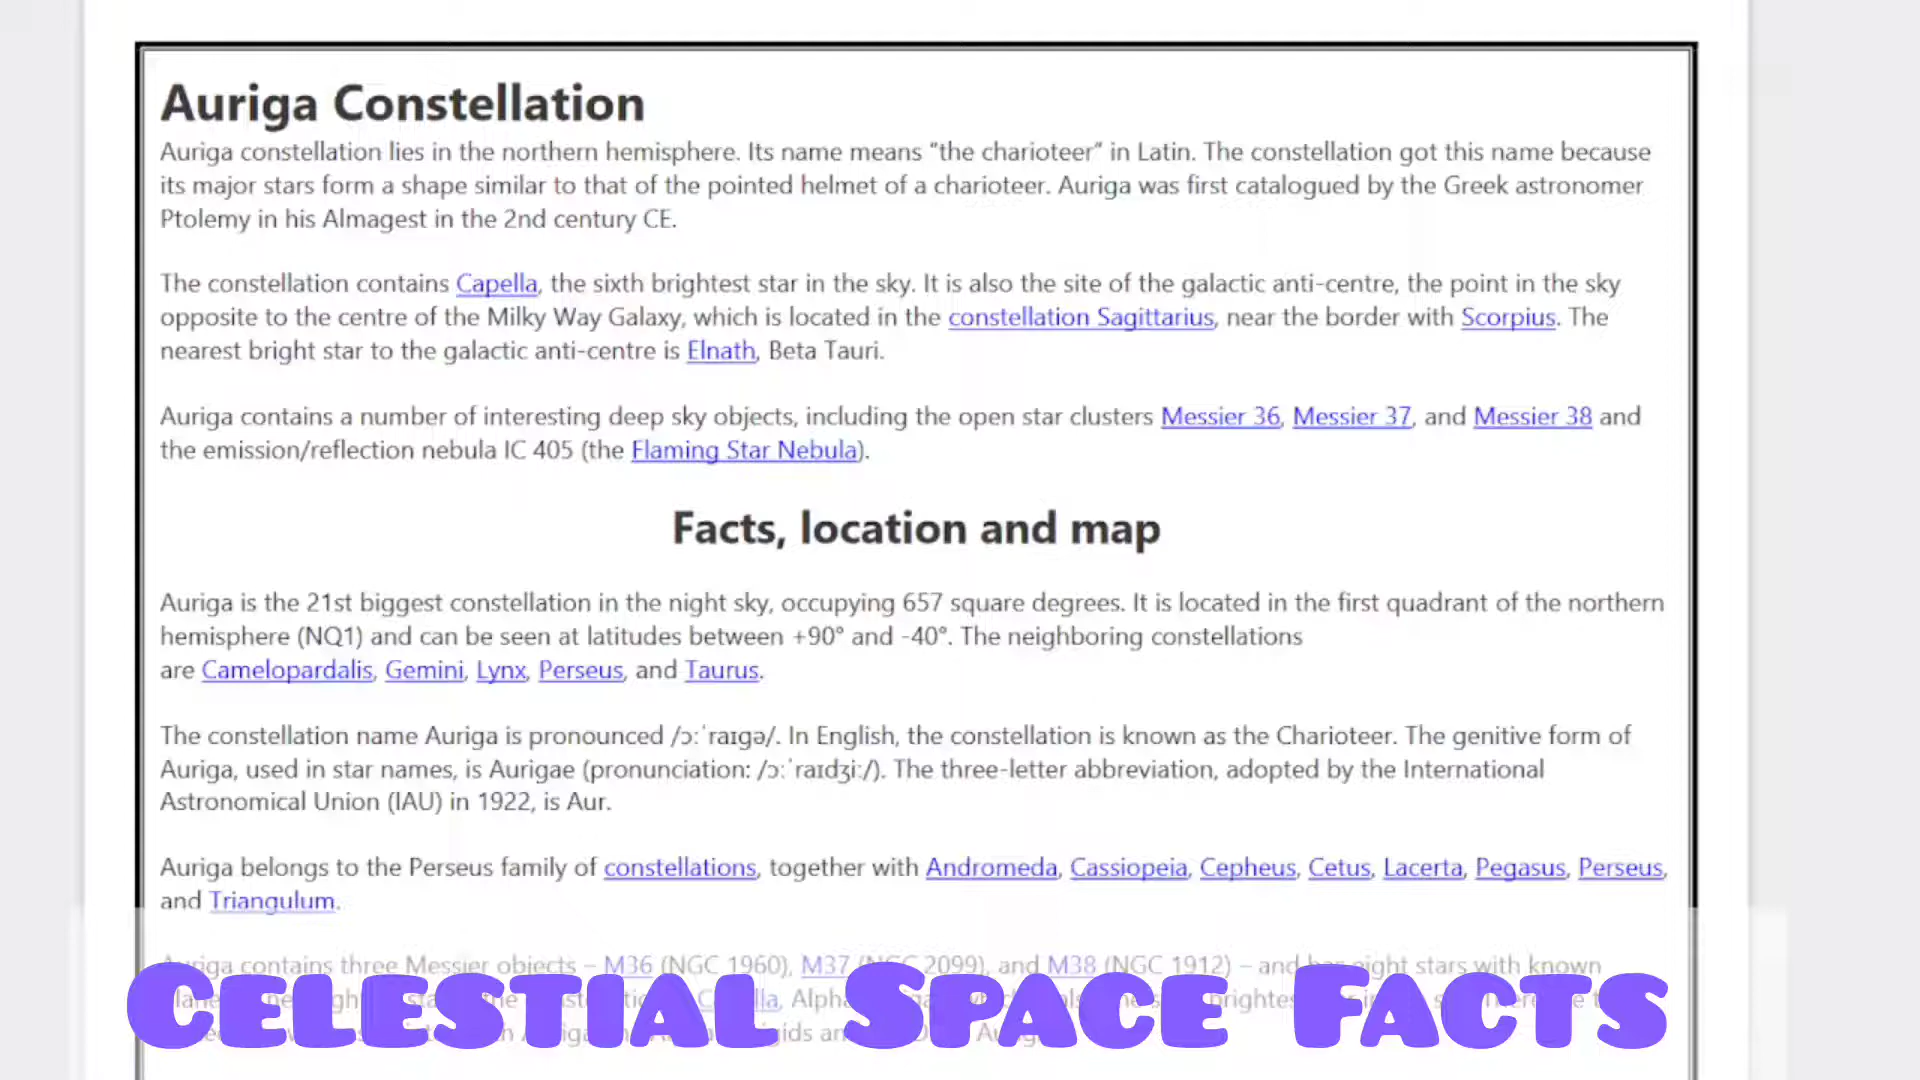 Auriga Constellation
Auriga constellation lies in the northern hemisphere. Its name means “the charioteer” in Latin. The constellation got this name because
its major stars form a shape similar to that of the pointed helmet of a charioteer. Auriga was first catalogued by the Greek astronomer
Ptolemy in his Almagest in the 2nd century CE.
The constellation contains Capella, the sixth brightest star in the sky. It is also the site of the galactic anti-centre, the point in the sky
opposite to the centre of the Milky Way Galaxy, which is located in the constellation Sagittarius, near the border with Scorpius. The
nearest bright star to the galactic anti-centre is Elnath, Beta Tauri.
Auriga contains a number of interesting deep sky objects, including the open star clusters Messier 36, Messier 37, and Messier 38 and
the emission/reflection nebula IC 405 (the Flaming Star Nebula).
Facts, location and map
Auriga is the 21st biggest constellation in the night sky, occupying 657 square degrees. It is located in the first quadrant of the northern
hemisphere (NQ1) and can be seen at latitudes between +90° and -40°. The neighboring constellations
are Camelopardalis, Gemini, Lynx, Perseus, and Taurus.
The constellation name Auriga is pronounced /ɔːˈraɪɡə/. In English, the constellation is known as the Charioteer. The genitive form of
Auriga, used in star names, is Aurigae (pronunciation: /ɔːˈraɪdʒiː/). The three-letter abbreviation, adopted by the International
Astronomical Union (IAU) in 1922, is Aur.
Auriga belongs to the Perseus family of constellations, together with Andromeda, Cassiopeia, Cepheus, Cetus, Lacerta, Pegasus, Perseus,
and Triangulum.
Auriga contains three Messier objects – M36 (NGC 1960), M37 (NGC 2099), and M38 (NGC 1912) – and has eight stars with known
Celestial Space Facts